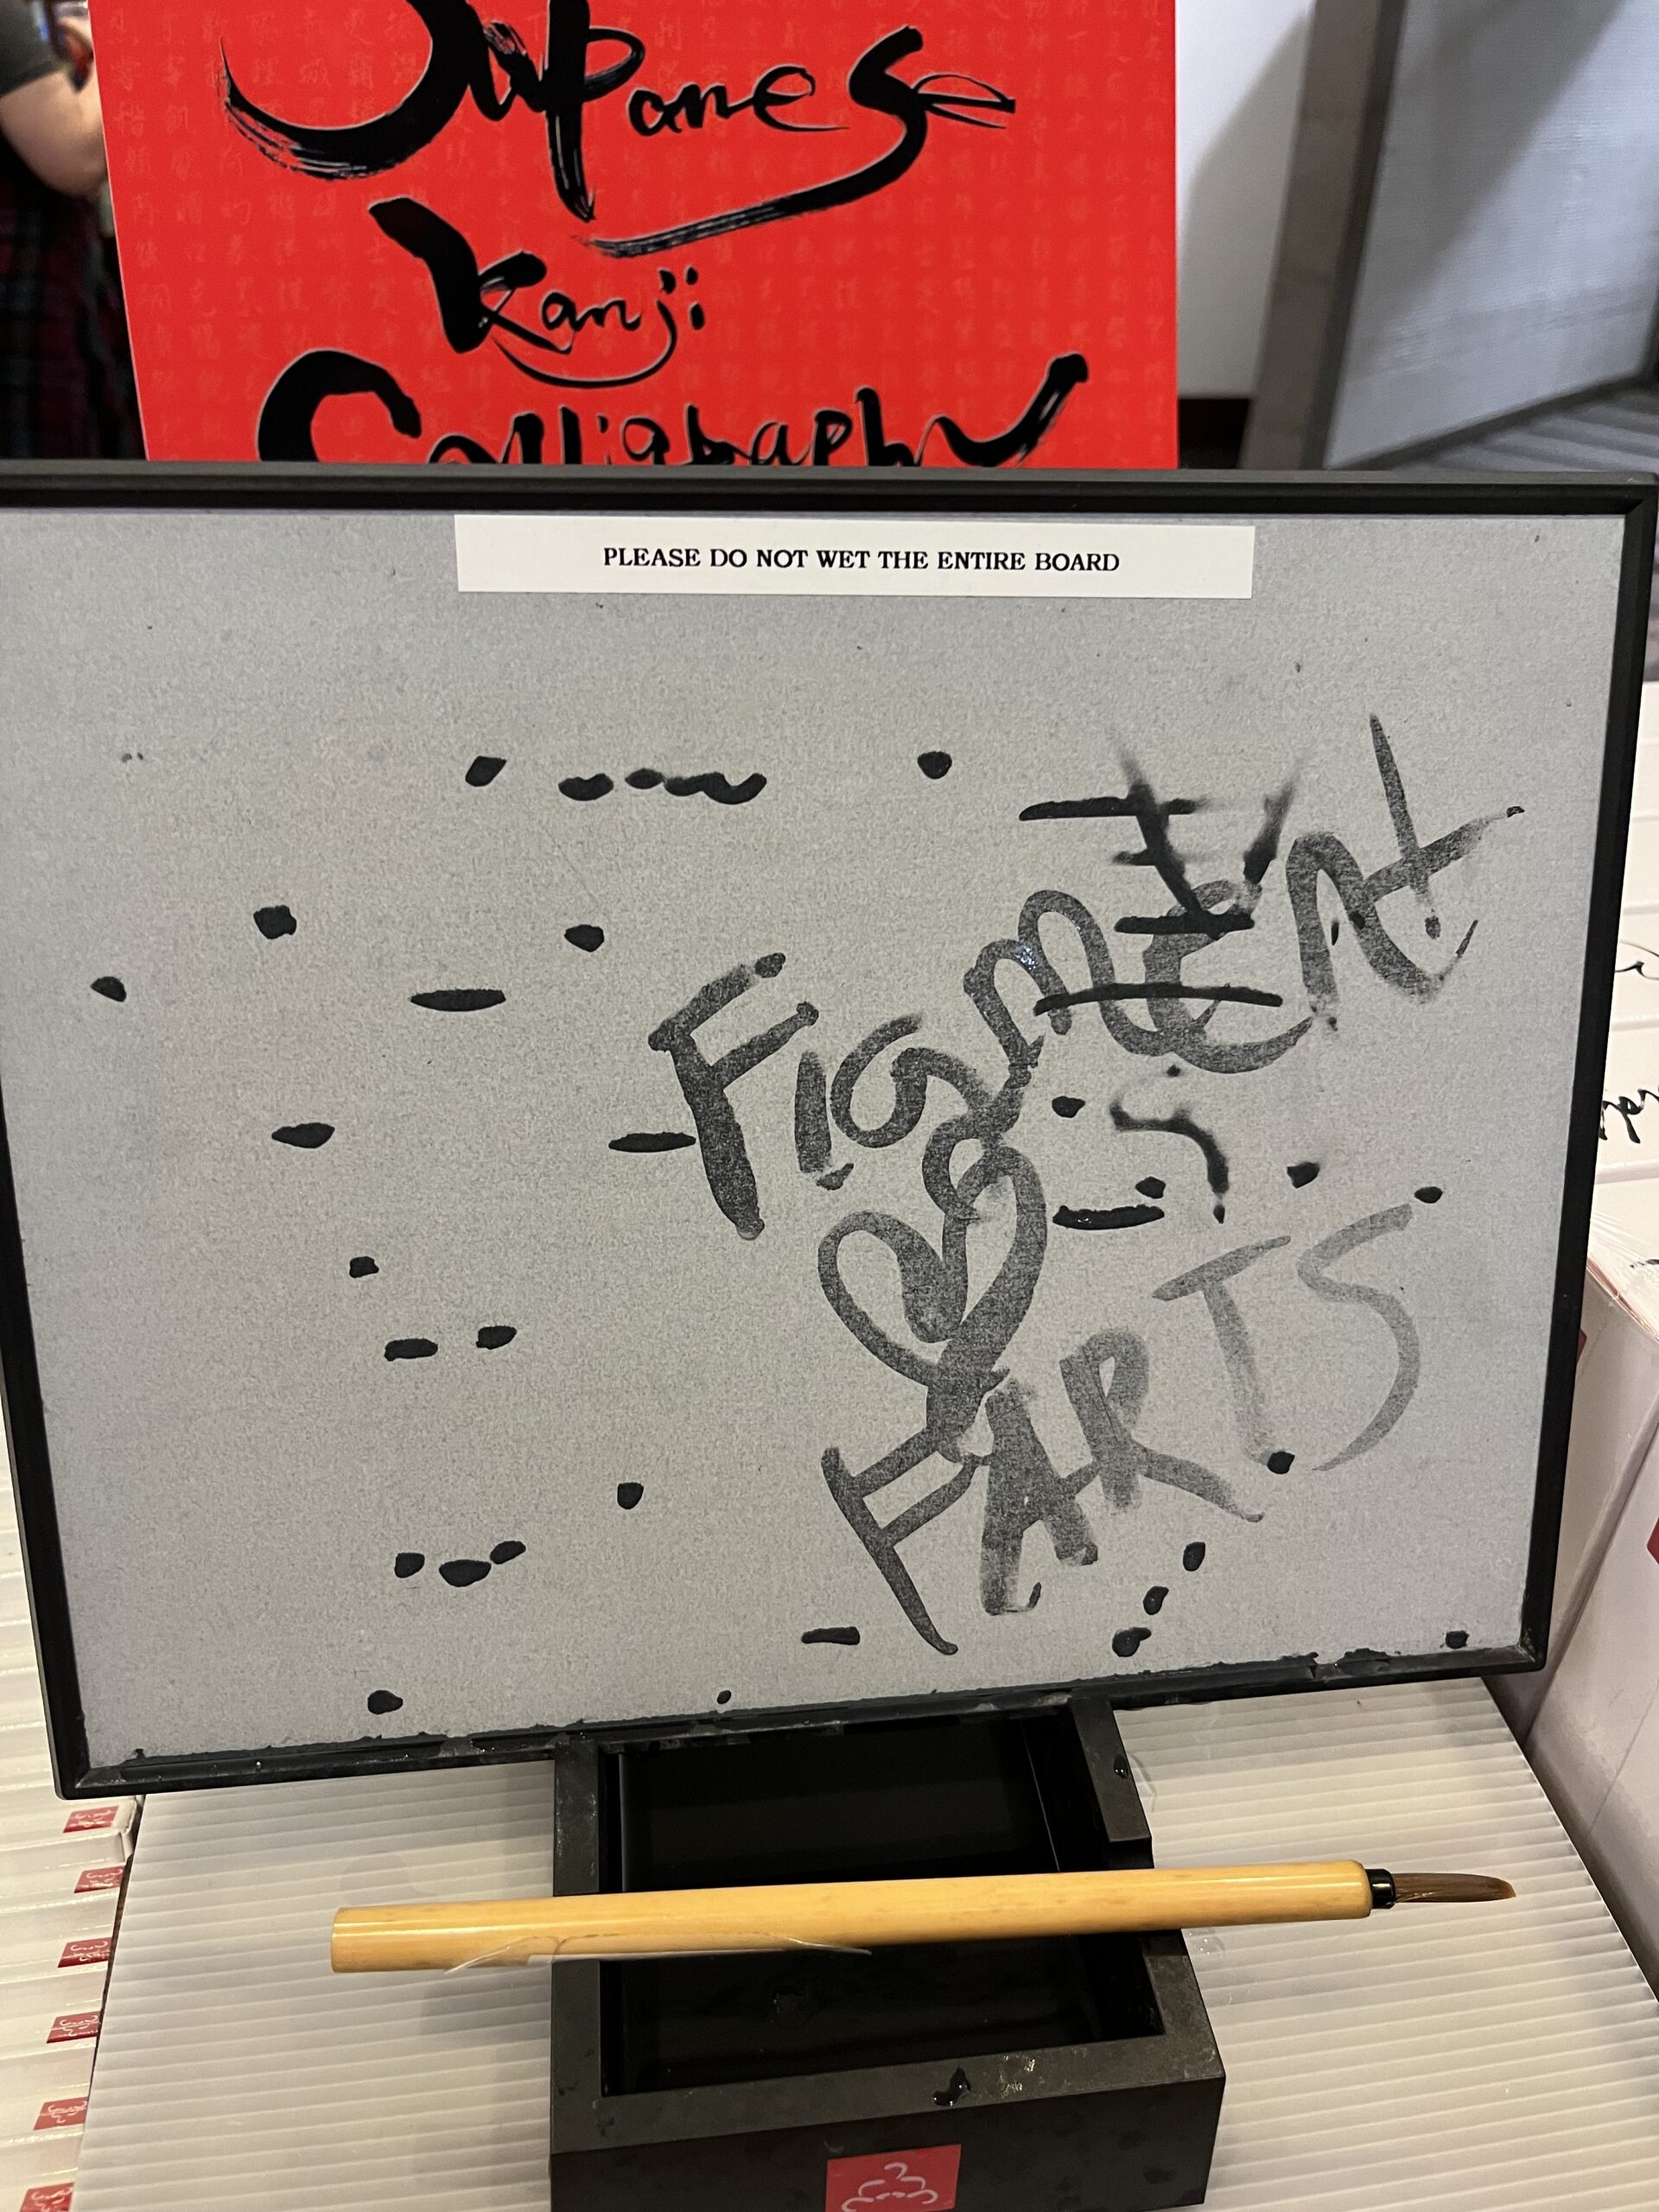 Japanese
Kanji
Calligraphy
PLEASE DO NOT WET THE ENTIRE BOARD
Figment
FARTS